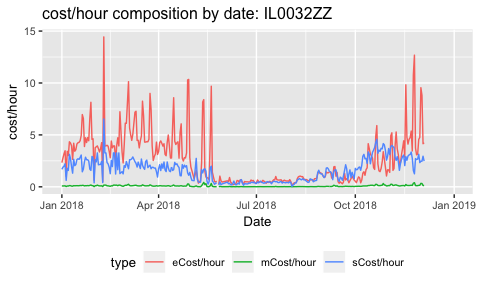 cost/hour composition by date: IL0032ZZ
15
10
5
0
cost/hour
Jan 2018 Apr 2018 Jul 2018 Oct 2018 Jan 2019
Date
type eCost/hour mCost/hour sCost/hour